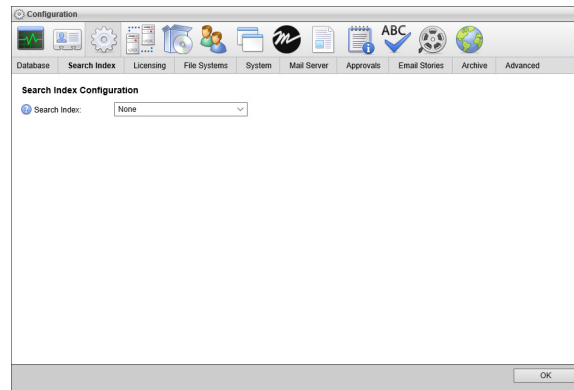 Configuration
ABC
Database Search Index Licensing File Systems System Mail Server Approvals Email Stories Archive Advanced
Search Index Configuration
? Search Index: None
OK